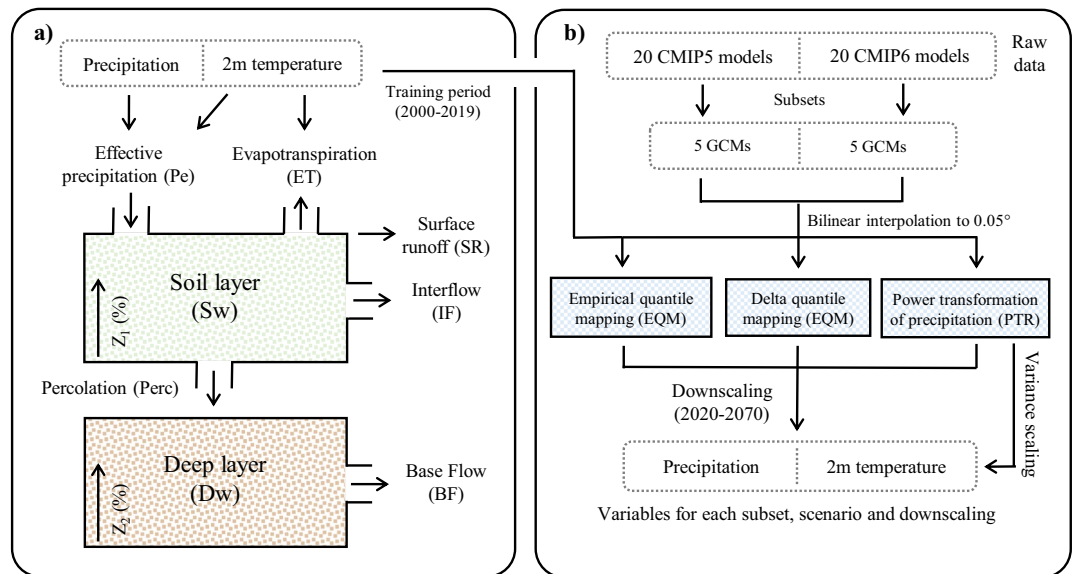 a)
Precipitation
2m temperature
Training period
(2000-2019)
Effective
precipitation (Pe)
Evapotranspiration
(ET)
Surface
runoff (SR)
Soil layer
(Sw)
Z1 (%)
Interflow
(IF)
Percolation (Perc)
Deep layer
(Dw)
Z2 (%)
Base Flow
(BF)
b)
20 CMIP5 models
20 CMIP6 models
Raw
data
Subsets
5 GCMs
5 GCMs
Bilinear interpolation to 0.05°
Empirical quantile
mapping (EQM)
Delta quantile
mapping (EQM)
Power transformation
of precipitation (PTR)
Downscaling
(2020-2070)
Variance scaling
Precipitation
2m temperature
Variables for each subset, scenario and downscaling